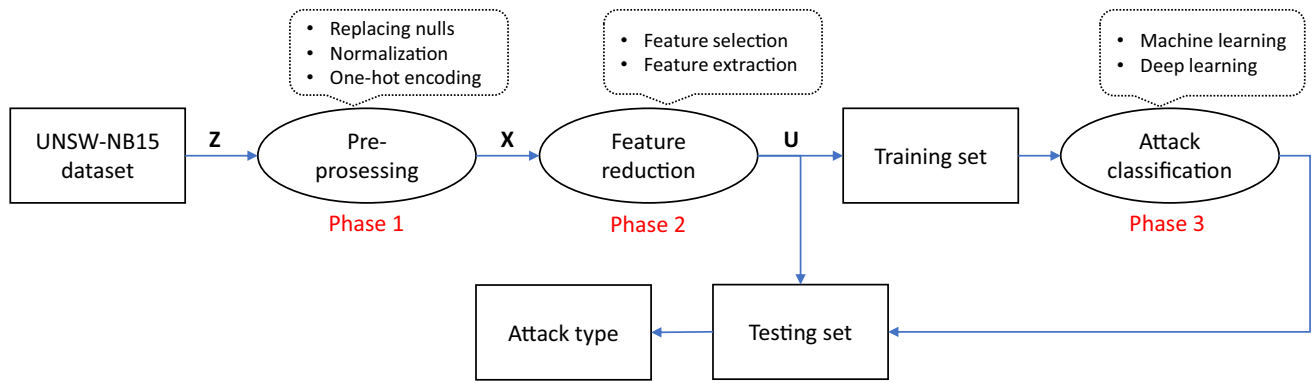 • Replacing nulls
• Normalization
• One-hot encoding
• Feature selection
• Feature extraction
• Machine learning
• Deep learning
UNSW-NB15
dataset
Z
Pre-
prosessing
X
Feature
reduction
U
Training set
Attack
classification
Phase 1
Phase 2
Phase 3
Attack type
Testing set